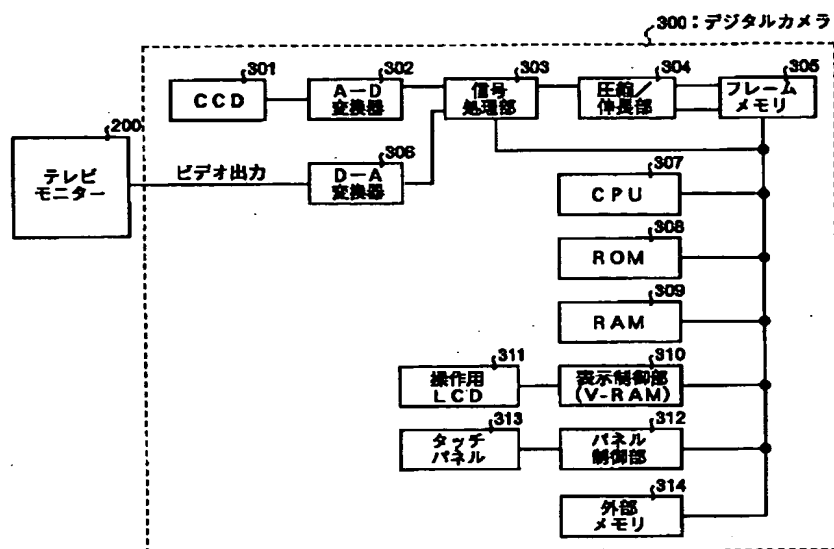 300:デジタルカメラ
301
302
303
304
305
CCD
A-D
変換器
信号
処理部
圧縮/
伸長部
フレーム
メモリ
200
テレビ
モニター
ビデオ出力
306
D-A
変換器
307
CPU
308
ROM
309
RAM
311
操作用
LCD
310
表示制御部
(V-RAM)
313
タッチ
パネル
312
パネル
制御部
314
外部
メモリ